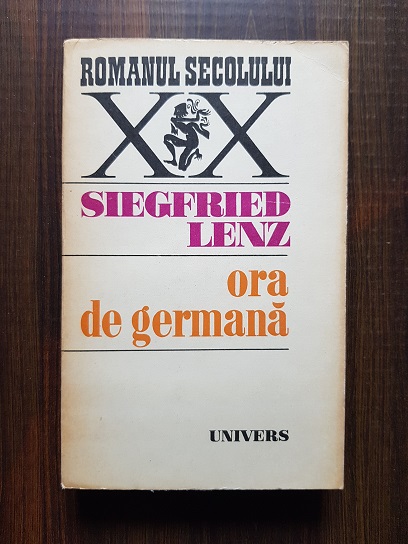 ROMANUL SECOLULUI
XX
SIEGFRIED
LENZ
ora
de germană
UNIVERS